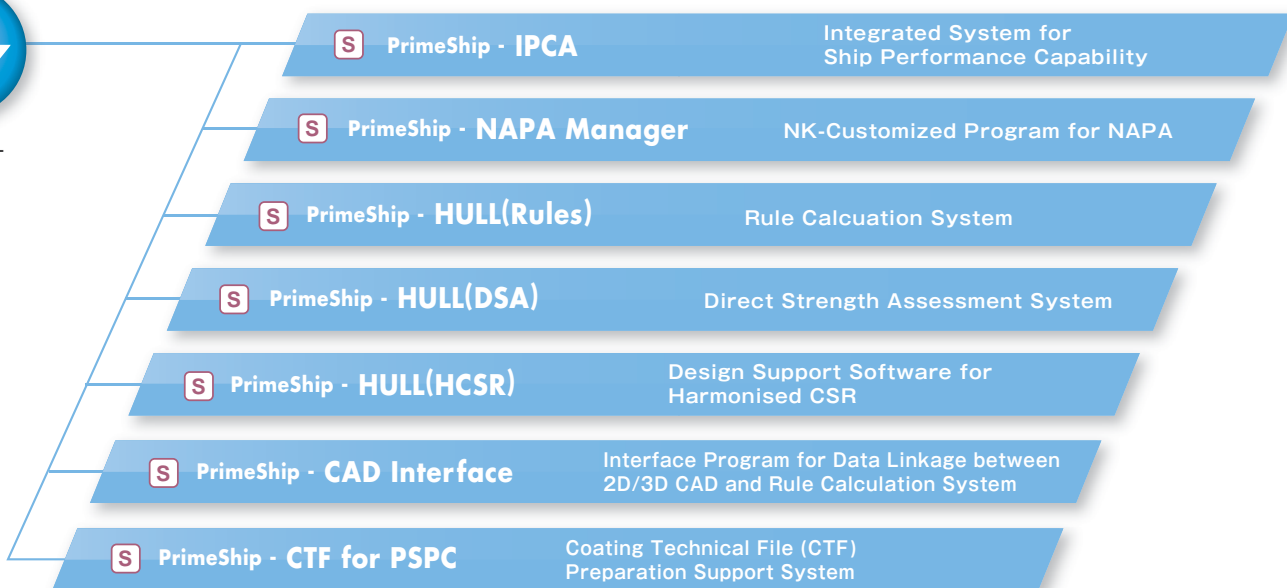 S PrimeShip - IPCA
Integrated System for
Ship Performance Capability
S PrimeShip - NAPA Manager
NK-Customized Program for NAPA
S PrimeShip - HULL(Rules)
Rule Calcuation System
S PrimeShip - HULL(DSA)
Direct Strength Assessment System
S PrimeShip - HULL(HCSR)
Design Support Software for
Harmonised CSR
S PrimeShip - CAD Interface
Interface Program for Data Linkage between
2D/3D CAD and Rule Calculation System
S PrimeShip - CTF for PSPC
Coating Technical File (CTF)
Preparation Support System